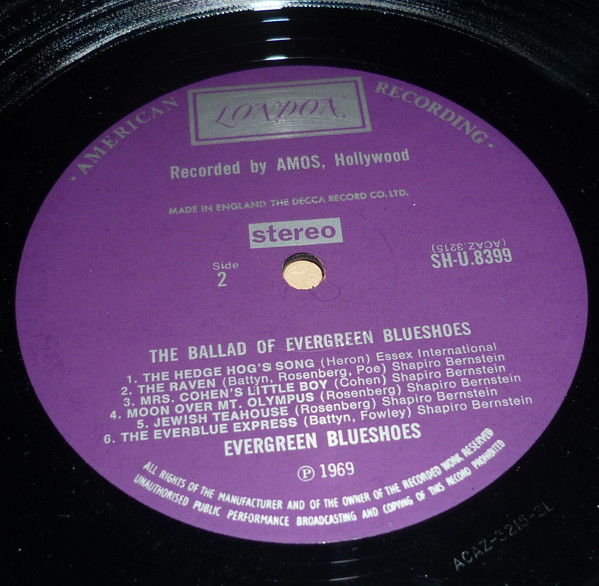 · AMERICAN RECORDING ·
LONDON
Recorded by AMOS, Hollywood
MADE IN ENGLAND THE DECCA RECORD CO. LTD.
stereo
Side
2
(ACAZ.3215)
SH-U.8399
THE BALLAD OF EVERGREEN BLUESHOES
1. THE HEDGE HOG'S SONG (Heron) Essex International
2. THE RAVEN (Battyn, Rosenberg, Poe) Shapiro Bernstein
3. MRS. COHEN'S LITTLE BOY (Cohen) Shapiro Bernstein
4. MOON OVER MT. OLYMPUS (Rosenberg) Shapiro Bernstein
5. JEWISH TEAHOUSE (Rosenberg) Shapiro Bernstein
6. THE EVERBLUE EXPRESS (Battyn, Fowley) Shapiro Bernstein
EVERGREEN BLUESHOES
℗ 1969
ALL RIGHTS OF THE MANUFACTURER AND OF THE OWNER OF THE RECORDED WORK RESERVED
UNAUTHORISED PUBLIC PERFORMANCE BROADCASTING AND COPYING OF THIS RECORD PROHIBITED
ACAZ-3215-2L